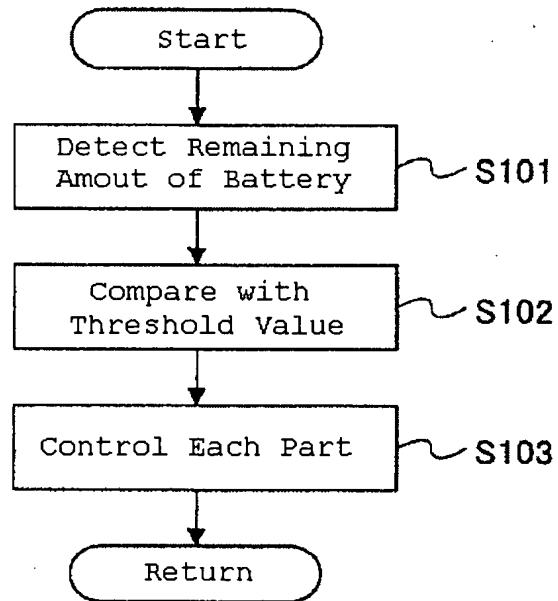 Start
Detect Remaining
Amout of Battery
S101
Compare with
Threshold Value
S102
Control Each Part
S103
Return